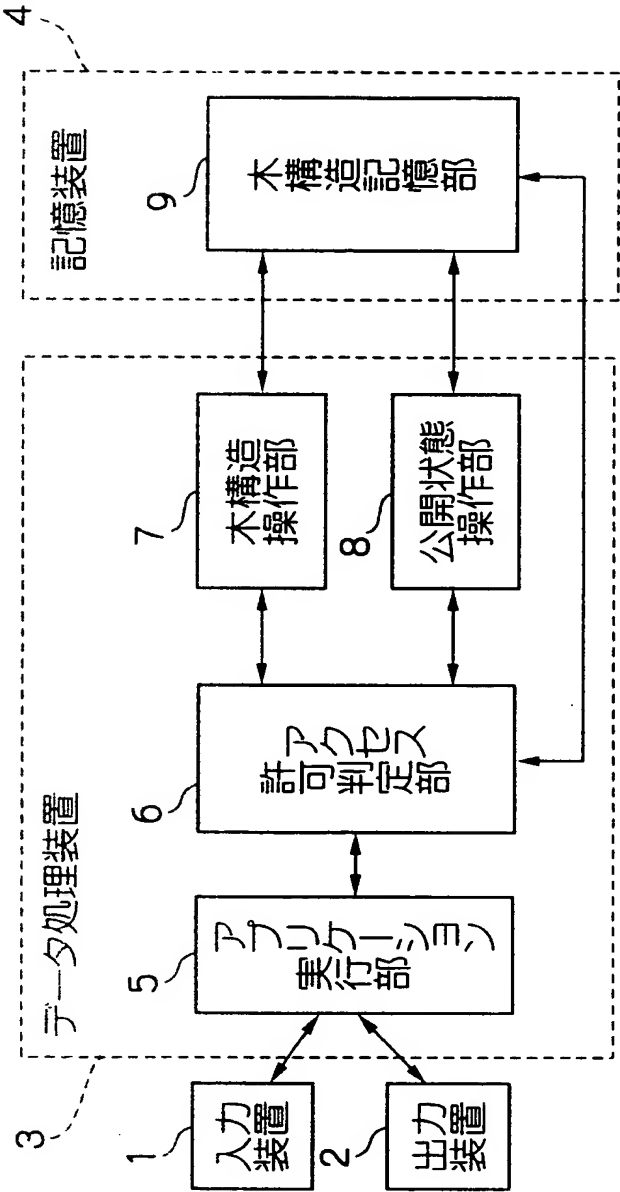 3
データ処理装置
4
記憶装置
1
入力
装置
2
出力
装置
5
アプリケーション
実行部
6
アクセス
許可判定部
7
木構造
操作部
8
公開状態
操作部
9
木構造記憶部